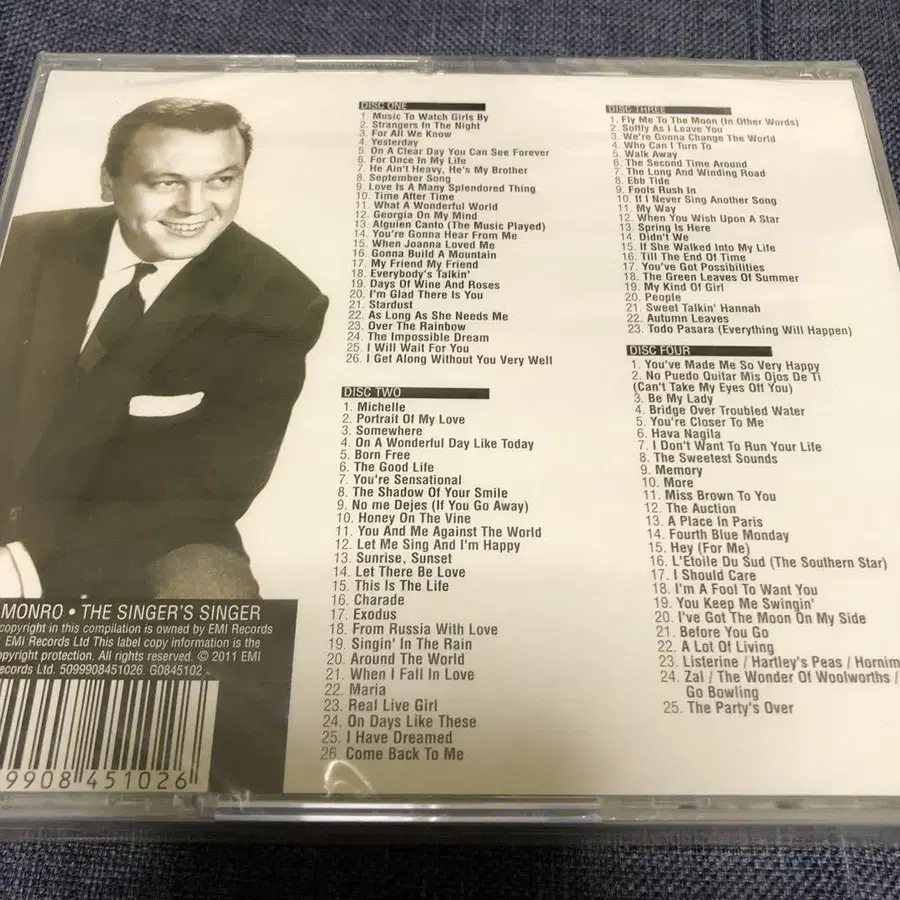 DISC ONE
1. Music To Watch Girls By
2. Strangers In The Night
3. For All We Know
4. Yesterday
5. On A Clear Day You Can See Forever
6. For Once In My Life
7. He Ain't Heavy, He's My Brother
8. September Song
9. Love Is A Many Splendored Thing
10. Time After Time
11. What A Wonderful World
12. Georgia On My Mind
13. Alguien Canto (The Music Played)
14. You're Gonna Hear From Me
15. When Joanna Loved Me
16. Gonna Build A Mountain
17. My Friend My Friend
18. Everybody's Talkin'
19. Days Of Wine And Roses
20. I'm Glad There Is You
21. Stardust
22. As Long As She Needs Me
23. Over The Rainbow
24. The Impossible Dream
25. I Will Wait For You
26. I Get Along Without You Very Well
DISC TWO
1. Michelle
2. Portrait Of My Love
3. Somewhere
4. On A Wonderful Day Like Today
5. Born Free
6. The Good Life
7. You're Sensational
8. The Shadow Of Your Smile
9. No me Dejes (If You Go Away)
10. Honey On The Vine
11. You And Me Against The World
12. Let Me Sing And I'm Happy
13. Sunrise, Sunset
14. Let There Be Love
15. This Is The Life
16. Charade
17. Exodus
18. From Russia With Love
19. Singin' In The Rain
20. Around The World
21. When I Fall In Love
22. Maria
23. Real Live Girl
24. On Days Like These
25. I Have Dreamed
26. Come Back To Me
DISC THREE
1. Fly Me To The Moon (In Other Words)
2. Softly As I Leave You
3. We're Gonna Change The World
4. Who Can I Turn To
5. Walk Away
6. The Second Time Around
7. The Long And Winding Road
8. Ebb Tide
9. Fools Rush In
10. If I Never Sing Another Song
11. My Way
12. When You Wish Upon A Star
13. Spring Is Here
14. Didn't We
15. If She Walked Into My Life
16. Till The End Of Time
17. You've Got Possibilities
18. The Green Leaves Of Summer
19. My Kind Of Girl
20. People
21. Sweet Talkin' Hannah
22. Autumn Leaves
23. Todo Pasara (Everything Will Happen)
DISC FOUR
1. You've Made Me So Very Happy
2. No Puedo Quitar Mis Ojos De Ti
(Can't Take My Eyes Off You)
3. Be My Lady
4. Bridge Over Troubled Water
5. You're Closer To Me
6. Hava Nagila
7. I Don't Want To Run Your Life
8. The Sweetest Sounds
9. Memory
10. More
11. Miss Brown To You
12. The Auction
13. A Place In Paris
14. Fourth Blue Monday
15. Hey (For Me)
16. L'Etoile Du Sud (The Southern Star)
17. I Should Care
18. I'm A Fool To Want You
19. You Keep Me Swingin'
20. I've Got The Moon On My Side
21. Before You Go
22. A Lot Of Living
23. Listerine / Hartley's Peas / Hornim
24. Zal / The Wonder Of Woolworths /
Go Bowling
25. The Party's Over
MONRO • THE SINGER'S SINGER
copyright in this compilation is owned by EMI Records
EMI Records Ltd This label copy information is the
opyright protection. All rights reserved. © 2011 EMI
ecords Ltd. 5099908451026. G0845102
9908 451026